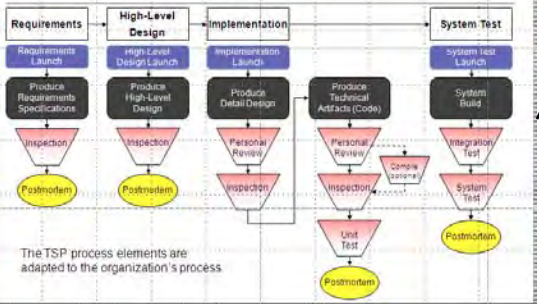 Requirements
High-Level
Design
Implementation
System Test
Requirements
Launch
High-Level
Design Launch
Implementation
Launch
System Test
Launch
Produce
Requirements
Specifications
Produce
High-Level
Design
Produce
Detail Design
Produce
Technical
Artifacts (Code)
System
Build
Inspection
Inspection
Personal
Review
Personal
Review
Compile
(optional)
Integration
Test
Postmortem
Postmortem
Inspection
Inspection
System
Test
Unit
Test
Postmortem
Postmortem
The TSP process elements are
adapted to the organization's process